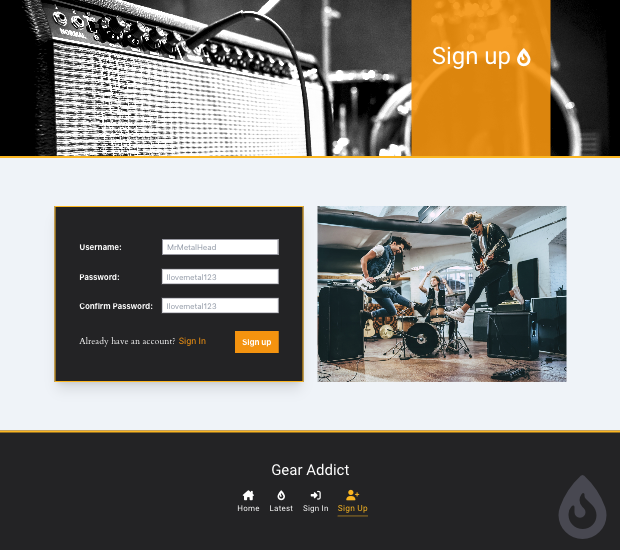 NORMAL
Sign up
Username:
MrMetalHead
Password:
ilovemetal123
Confirm Password:
ilovemetal123
Already have an account? Sign In
Sign up
Gear Addict
Home
Latest
Sign In
Sign Up